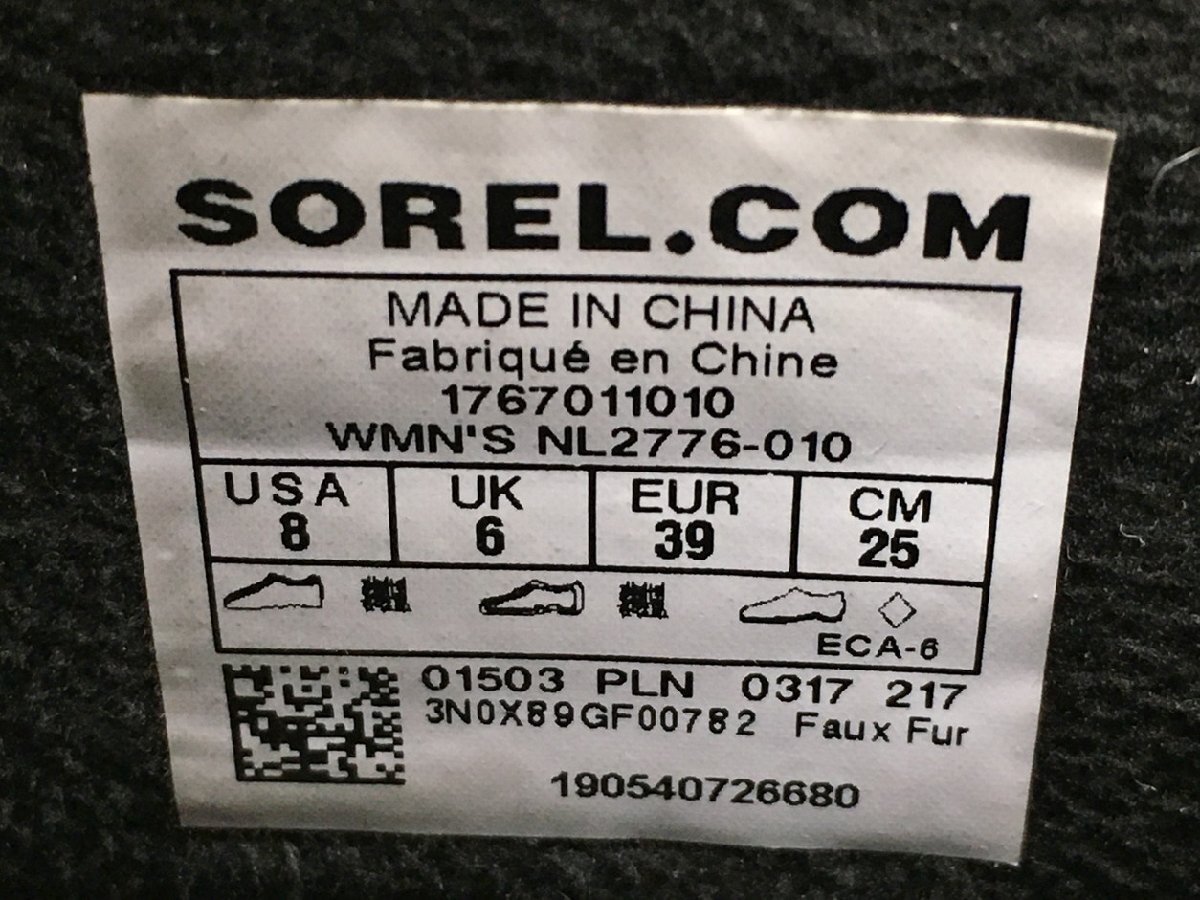 SOREL.COM
MADE IN CHINA
Fabriqué en Chine
1767011010
WMN'S NL2776-010
USA UK EUR CM
8 6 39 25
ECA-6
01503 PLN 0317 217
3N0X89GF00782 Faux Fur
190540726680